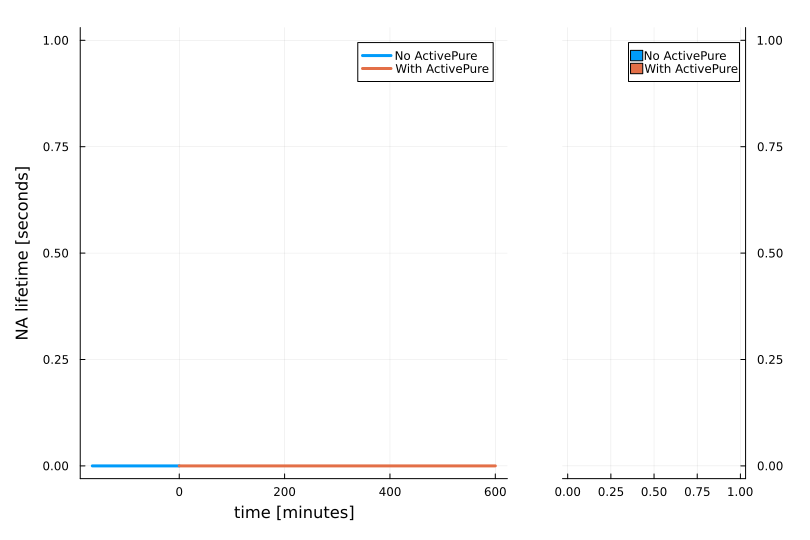 NA lifetime [seconds]
1.00
0.75
0.50
0.25
0.00
No ActivePure
With ActivePure
0 200 400 600
time [minutes]
No ActivePure
With ActivePure
1.00
0.75
0.50
0.25
0.00
0.00 0.25 0.50 0.75 1.00